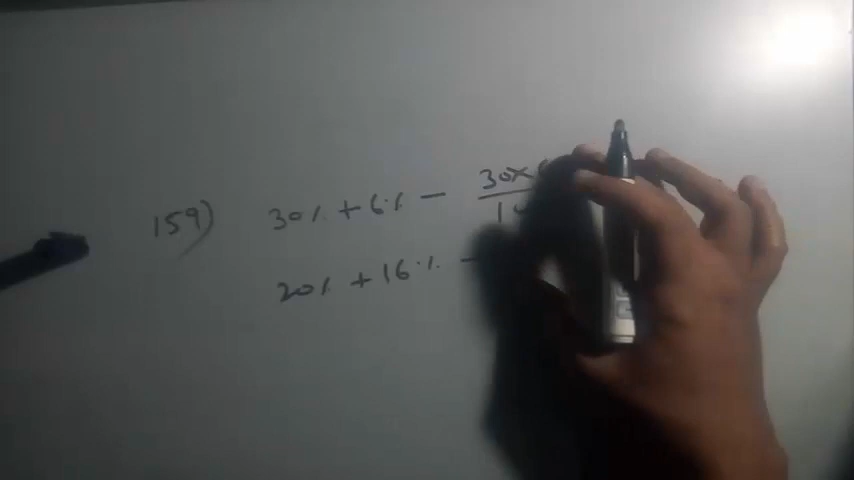 159) 30% + 6% - 30×
20% + 16% -